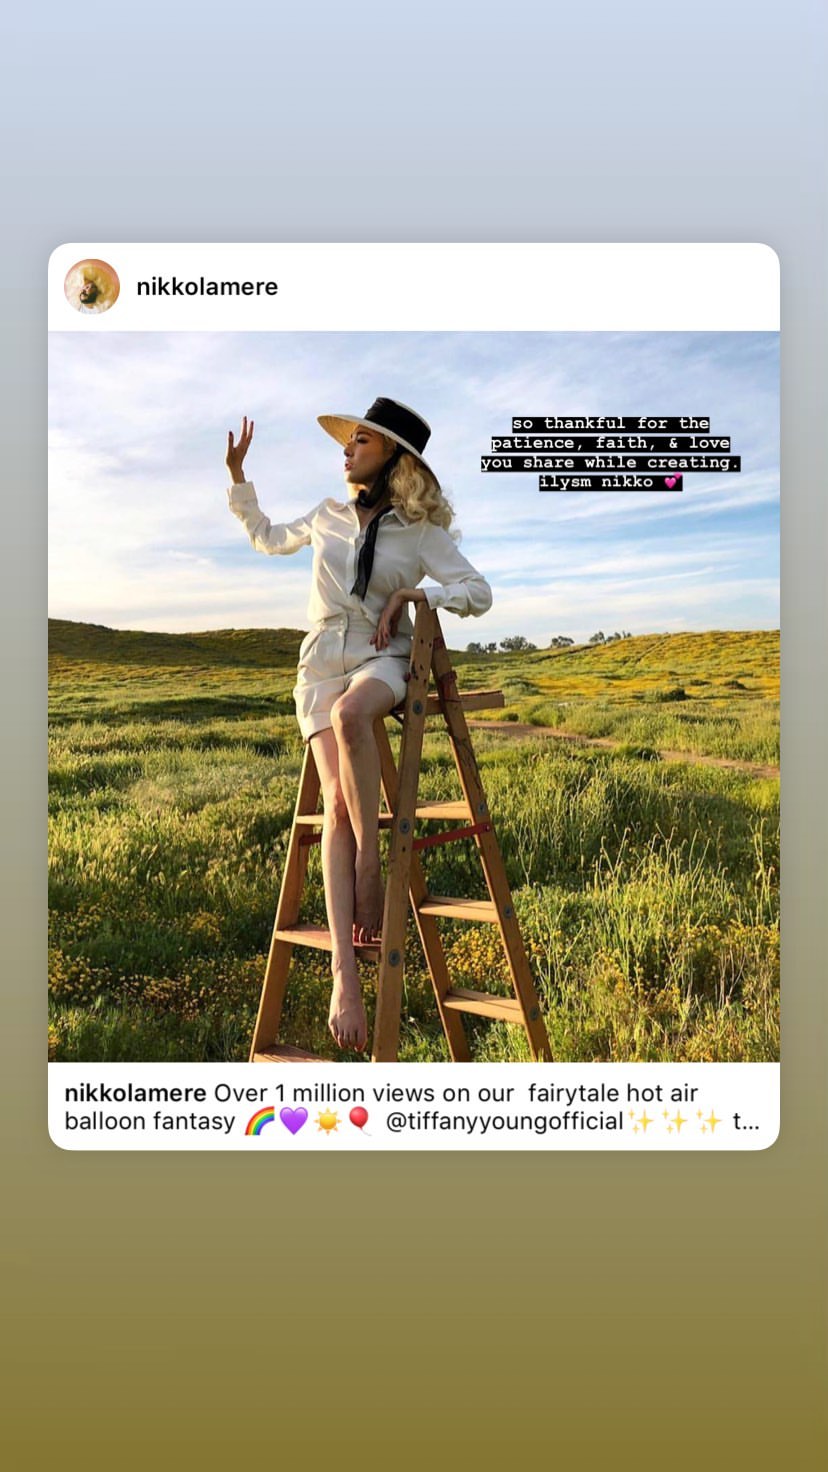 nikkolamere
so thankful for the
patience, faith, & love
you share while creating.
ilysm nikko 💕
nikkolamere Over 1 million views on our fairytale hot air
balloon fantasy 🌈💜☀️🎈 @tiffanyyoungofficial✨✨✨ t...